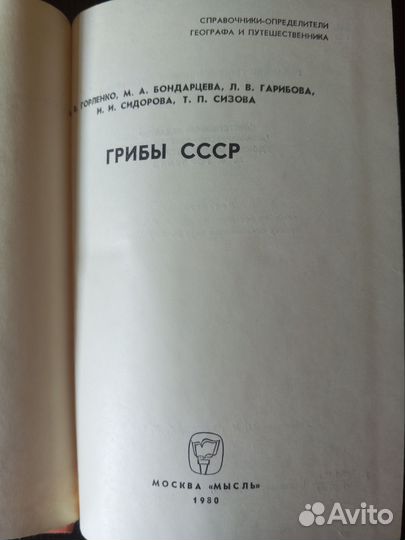 СПРАВОЧНИКИ-ОПРЕДЕЛИТЕЛИ
ГЕОГРАФА И ПУТЕШЕСТВЕННИКА
В. ГОРЛЕНКО, М. А. БОНДАРЦЕВА, Л. В. ГАРИБОВА,
И. И. СИДОРОВА, Т. П. СИЗОВА
ГРИБЫ СССР
МОСКВА «МЫСЛЬ»
1980
Avito